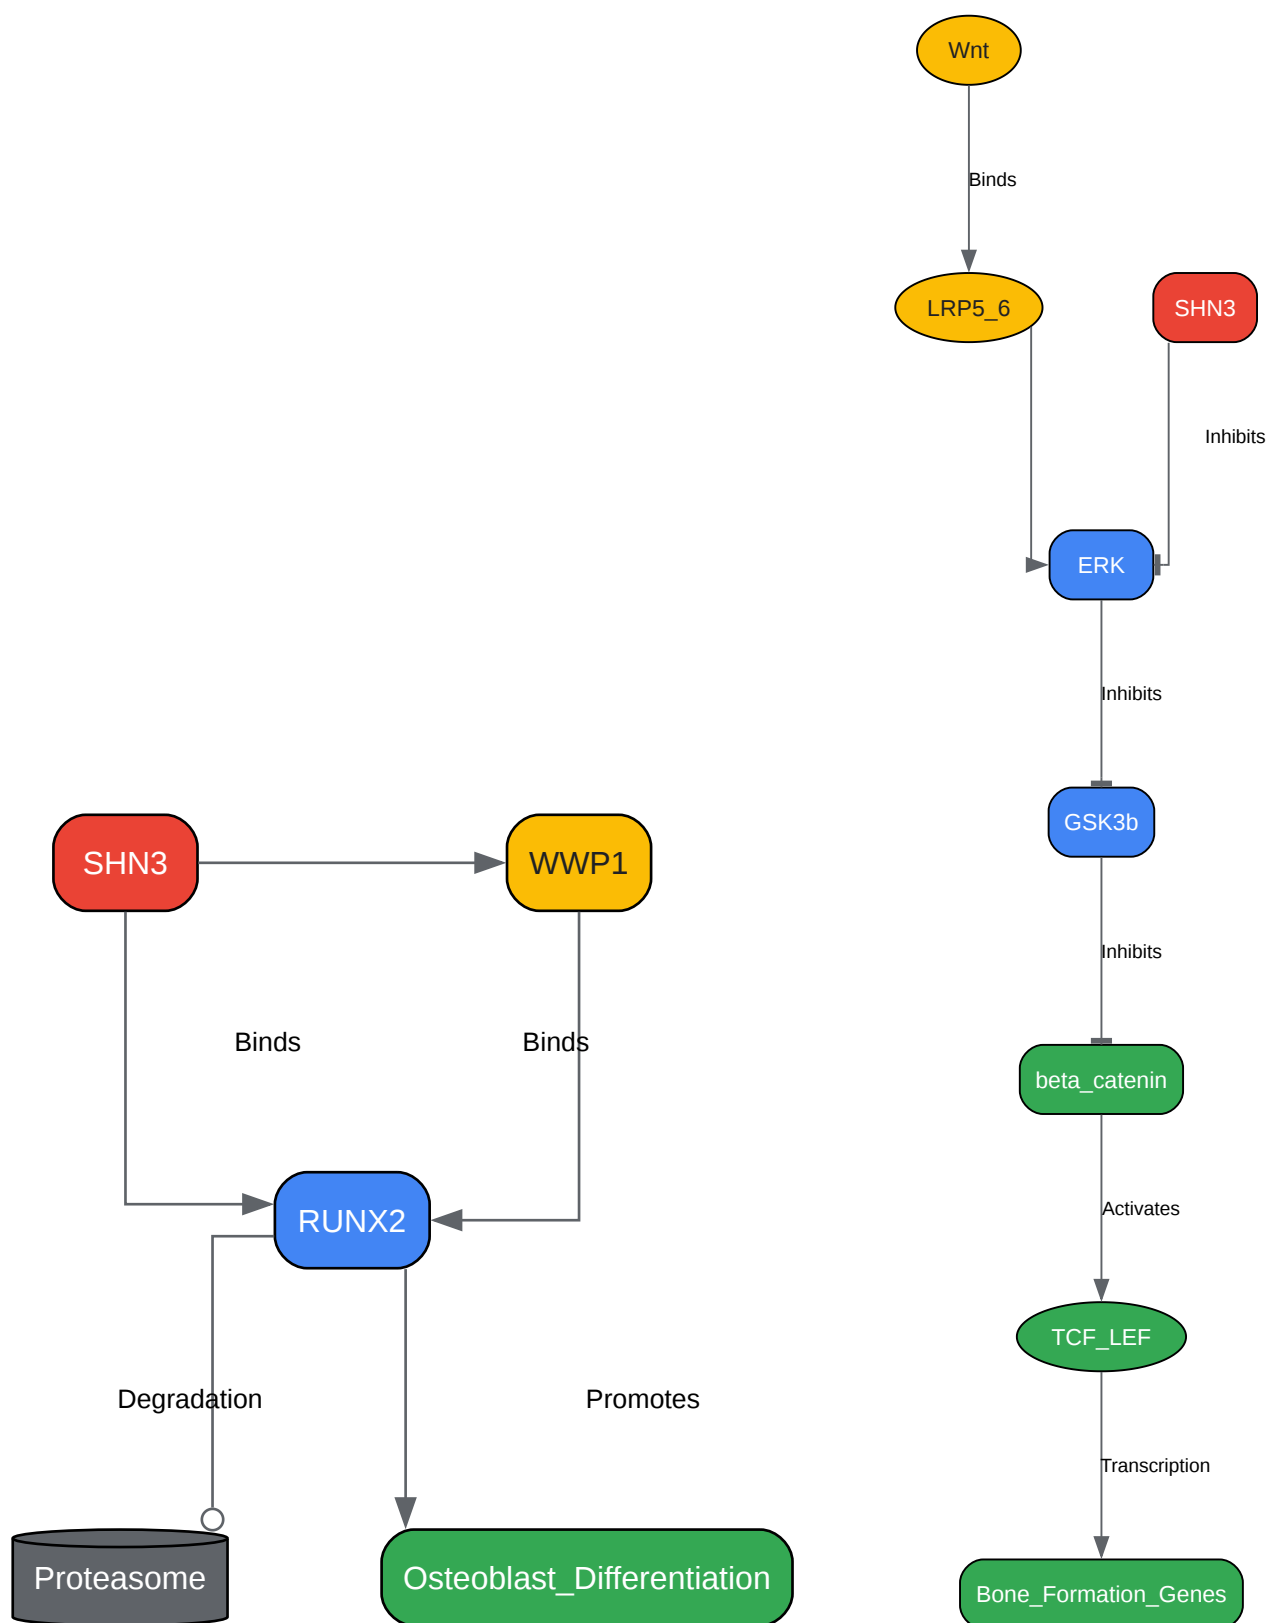 Wnt
Binds
LRP5_6
SHN3
Inhibits
ERK
Inhibits
GSK3b
Inhibits
beta_catenin
Activates
TCF_LEF
Transcription
Bone_Formation_Genes
SHN3
WWP1
Binds
Binds
RUNX2
Degradation
Promotes
Proteasome
Osteoblast_Differentiation